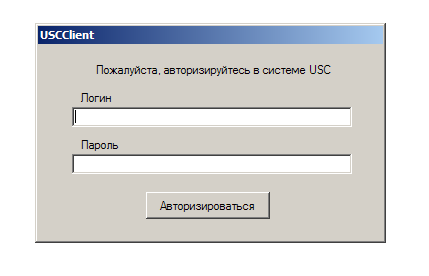 USCClient
Пожалуйста, авторизируйтесь в системе USC
Логин
Пароль
Авторизироваться